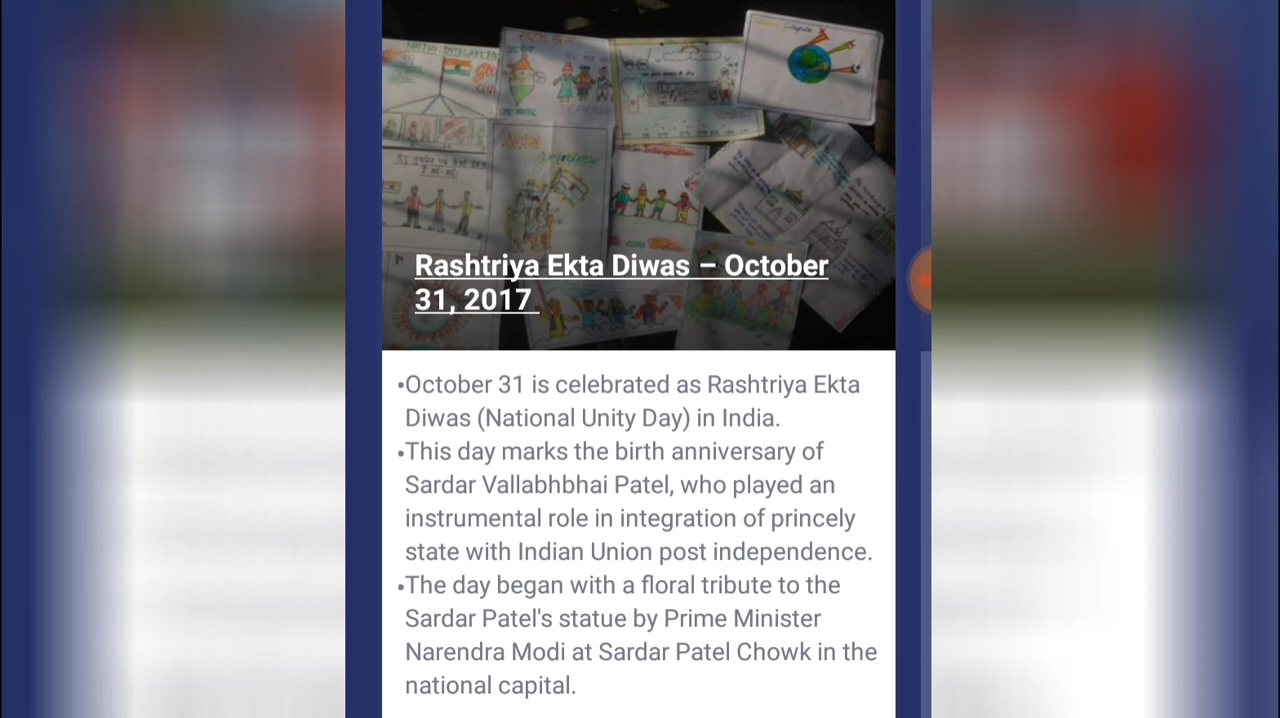 NATION INTEGRATION
Integrate
Rashtriya Ekta Diwas – October
31, 2017
•October 31 is celebrated as Rashtriya Ekta
Diwas (National Unity Day) in India.
•This day marks the birth anniversary of
Sardar Vallabhbhai Patel, who played an
instrumental role in integration of princely
state with Indian Union post independence.
•The day began with a floral tribute to the
Sardar Patel's statue by Prime Minister
Narendra Modi at Sardar Patel Chowk in the
national capital.